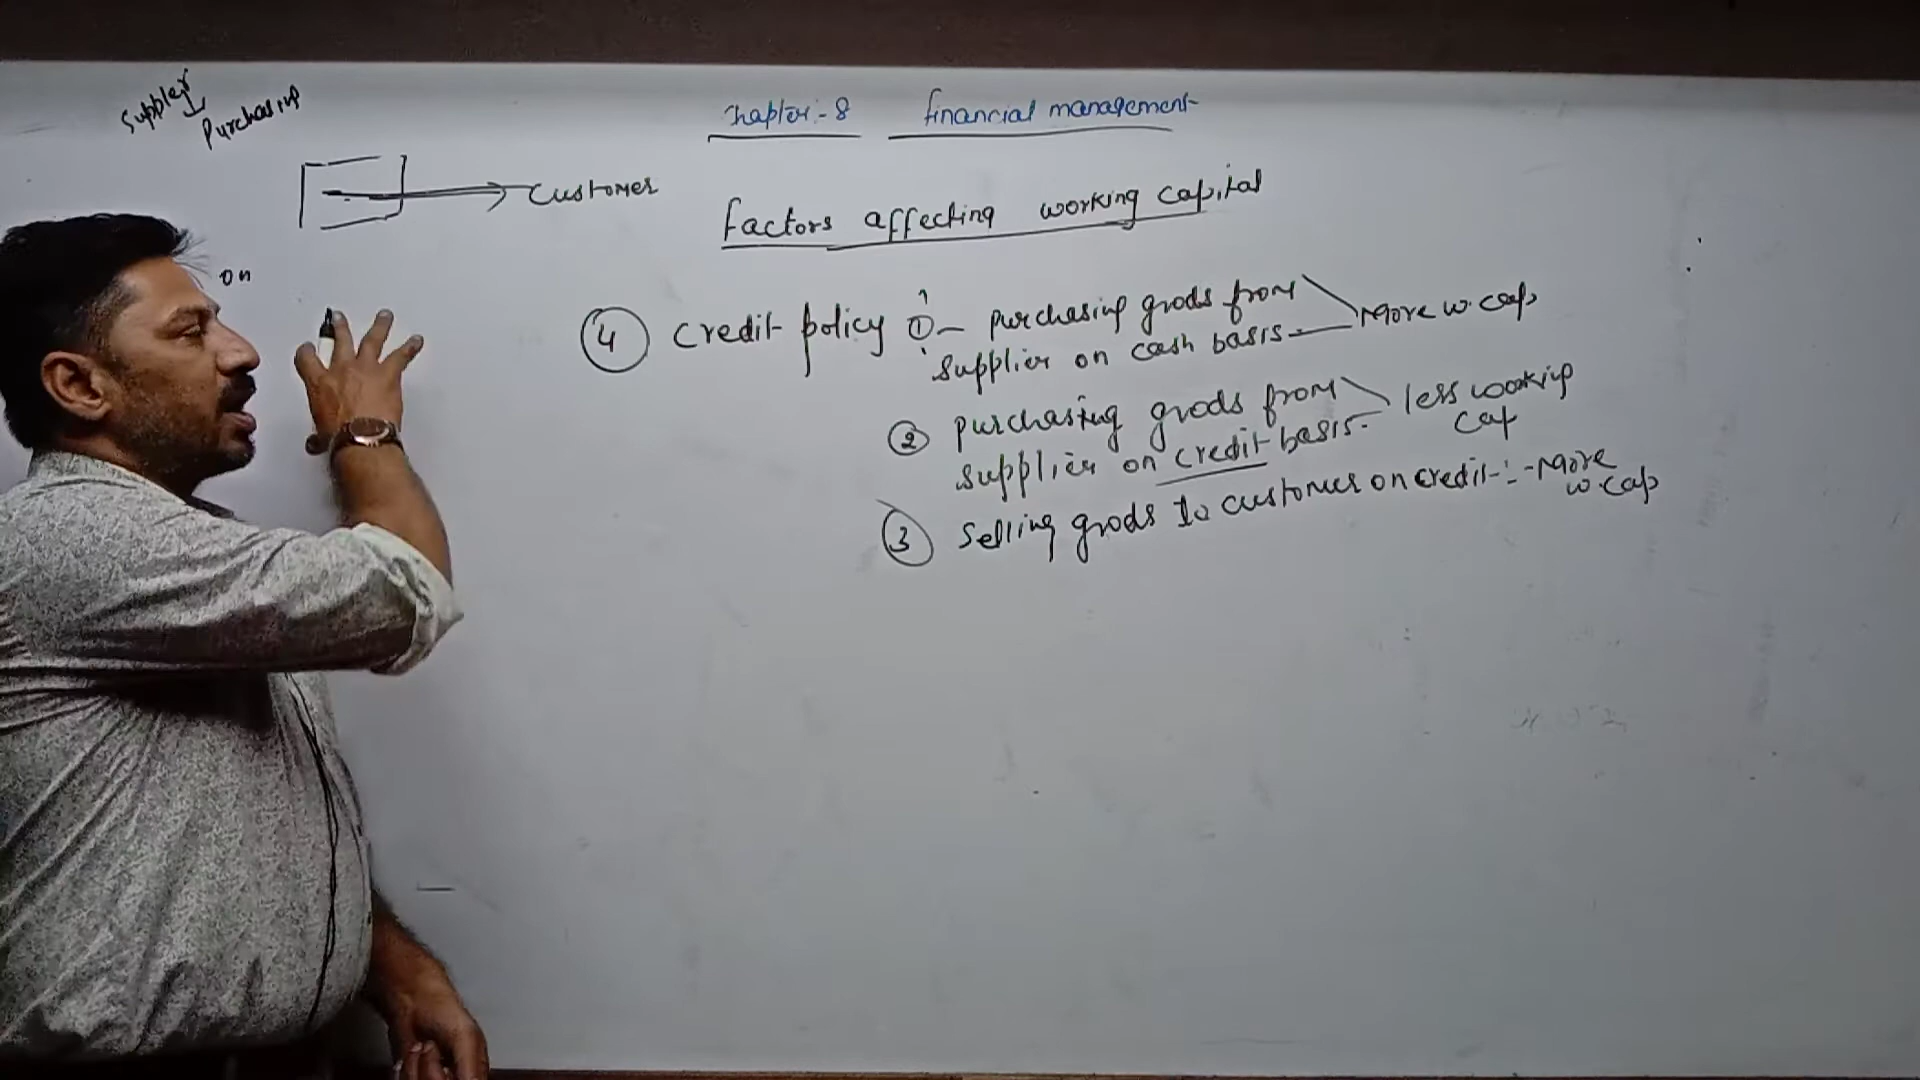 Supplier
Purchasing
Customer
on
Chapter:-8 financial management
factors affecting working capital
4 Credit policy 1 - purchasing goods from
supplier on cash basis - More w.cap
2 purchasing goods from
supplier on credit basis - less working
cap
3 Selling goods to customer on credit-:- More
w.cap